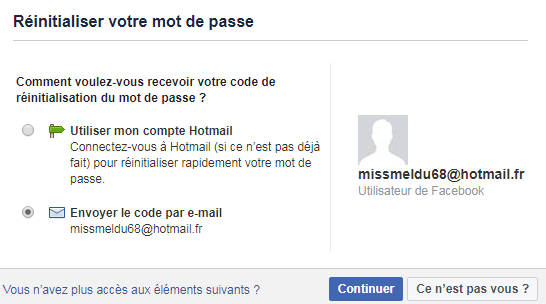 Réinitialiser votre mot de passe
Comment voulez-vous recevoir votre code de
réinitialisation du mot de passe ?
Utiliser mon compte Hotmail
Connectez-vous à Hotmail (si ce n'est pas déjà
fait) pour réinitialiser rapidement votre mot de
passe.
Envoyer le code par e-mail
missmeldu68@hotmail.fr
missmeldu68@hotmail.fr
Utilisateur de Facebook
Vous n'avez plus accès aux éléments suivants ?
Continuer
Ce n'est pas vous ?